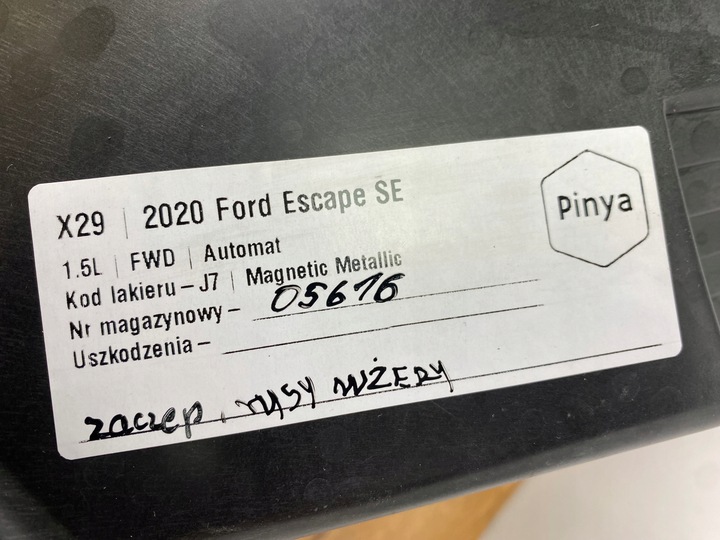 X29 | 2020 Ford Escape SE
Pinya
1.5L | FWD | Automat
Kod lakieru – J7 | Magnetic Metallic
Nr magazynowy – 05616
Uszkodzenia –
zaczep, rysy